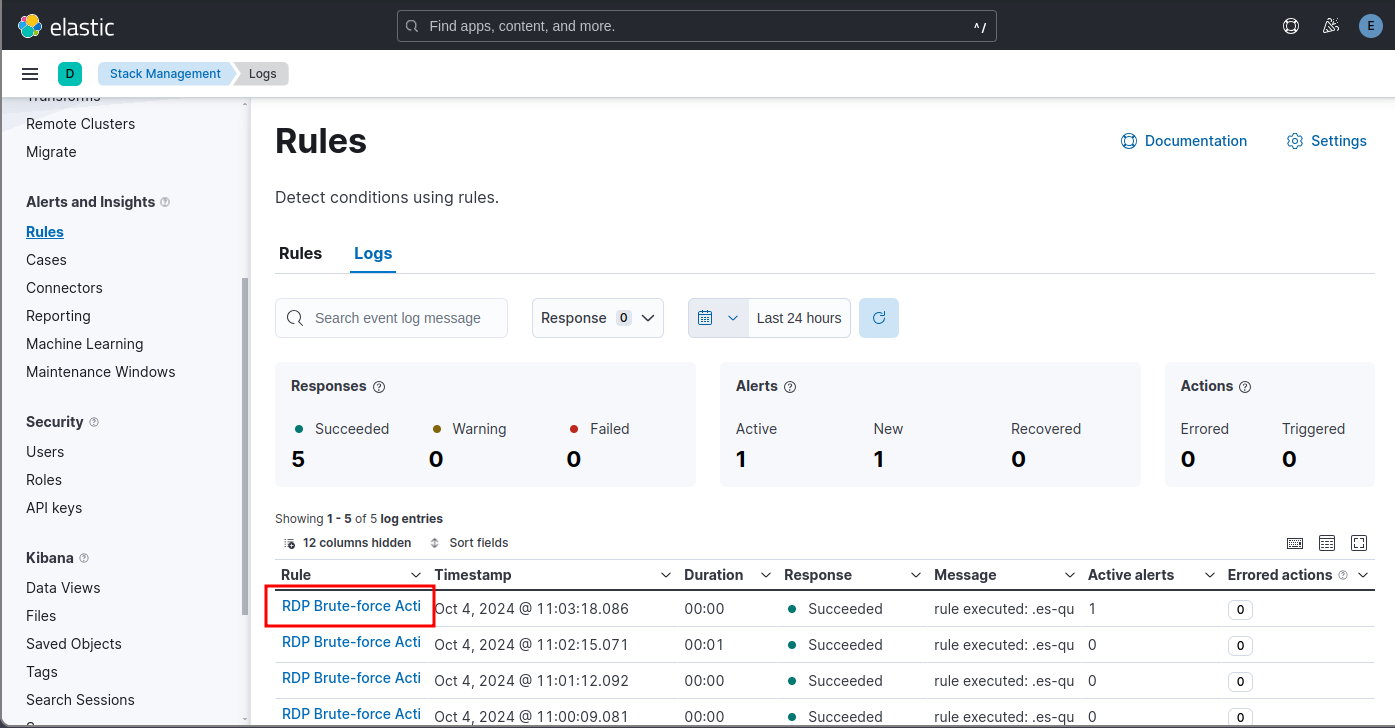 elastic
Find apps, content, and more.
^/
E
D
Stack Management
Logs
Transforms
Remote Clusters
Migrate
Alerts and Insights
Rules
Cases
Connectors
Reporting
Machine Learning
Maintenance Windows
Security
Users
Roles
API keys
Kibana
Data Views
Files
Saved Objects
Tags
Search Sessions
Rules
Documentation
Settings
Detect conditions using rules.
Rules Logs
Search event log message
Response 0
Last 24 hours
Responses
Succeeded Warning Failed
5 0 0
Alerts
Active New Recovered
1 1 0
Actions
Errored Triggered
0 0
Showing 1 - 5 of 5 log entries
12 columns hidden Sort fields
Rule Timestamp Duration Response Message Active alerts Errored actions
RDP Brute-force Acti Oct 4, 2024 @ 11:03:18.086 00:00 Succeeded rule executed: .es-qu 1 0
RDP Brute-force Acti Oct 4, 2024 @ 11:02:15.071 00:01 Succeeded rule executed: .es-qu 0 0
RDP Brute-force Acti Oct 4, 2024 @ 11:01:12.092 00:00 Succeeded rule executed: .es-qu 0 0
RDP Brute-force Acti Oct 4, 2024 @ 11:00:09.081 00:00 Succeeded rule executed: .es-qu 0 0